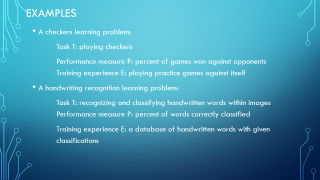 EXAMPLES
• A checkers learning problem:
Task T: playing checkers
Performance measure P: percent of games won against opponents
Training experience E: playing practice games against itself
• A handwriting recognition learning problem:
Task T: recognizing and classifying handwritten words within images
Performance measure P: percent of words correctly classified
Training experience E: a database of handwritten words with given
classifications